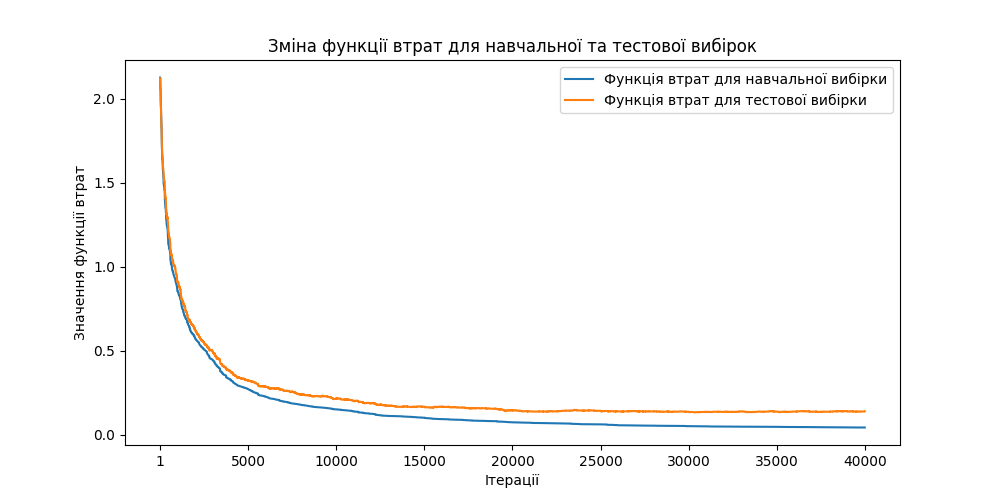 Зміна функції втрат для навчальної та тестової вибірок
Функція втрат для навчальної вибірки
Функція втрат для тестової вибірки
Значення функції втрат
2.0
1.5
1.0
0.5
0.0
1 5000 10000 15000 20000 25000 30000 35000 40000
Ітерації